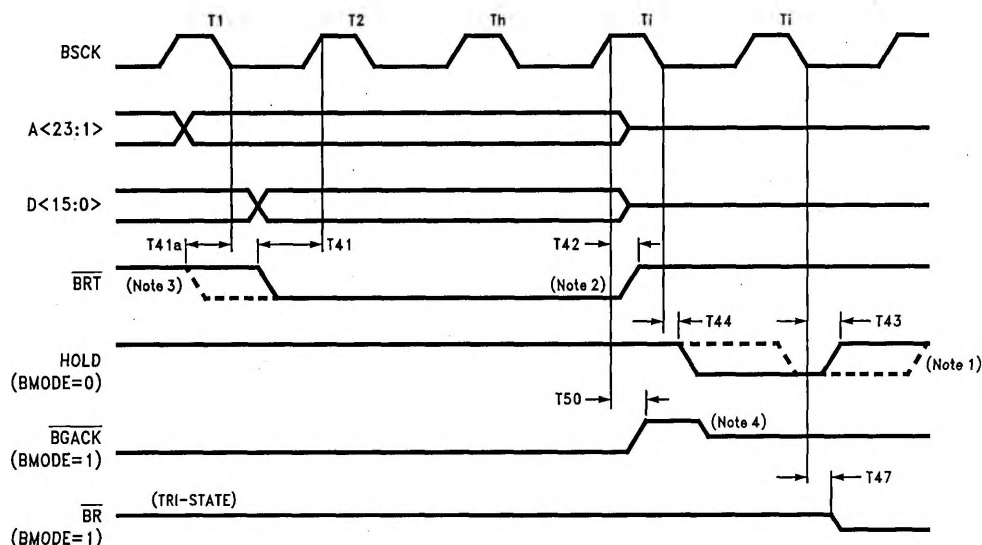 T1 T2 Th Ti Ti
BSCK
A<23:1>
D<15:0>
T41a T41 T42
BRT (Note 3) (Note 2)
T44 T43
HOLD (Note 1)
(BMODE=0)
T50
BGACK (Note 4)
(BMODE=1)
T47
(TRI-STATE)
BR
(BMODE=1)